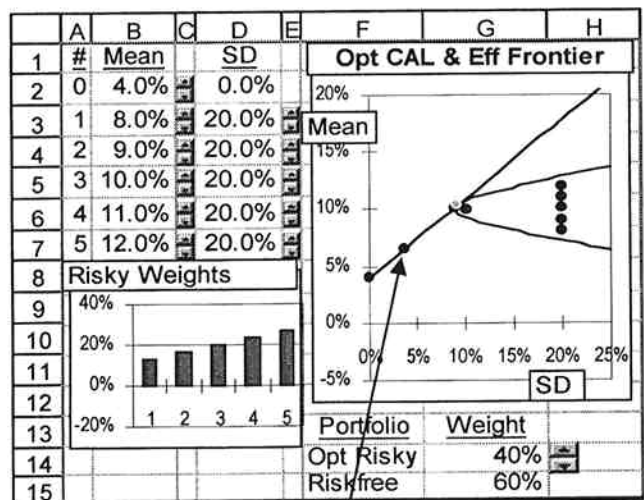 A B C D E F G H
1 # Mean SD Opt CAL & Eff Frontier
2 0 4.0% 0.0%
3 1 8.0% 20.0%
4 2 9.0% 20.0%
5 3 10.0% 20.0%
6 4 11.0% 20.0%
7 5 12.0% 20.0%
20%
Mean
15%
10%
5%
0%
-5%
0% 5% 10% 15% 20% 25%
SD
8 Risky Weights
9
10
11
12
40%
20%
0%
-20%
1 2 3 4 5
13 Portfolio Weight
14 Opt Risky 40%
15 Riskfree 60%